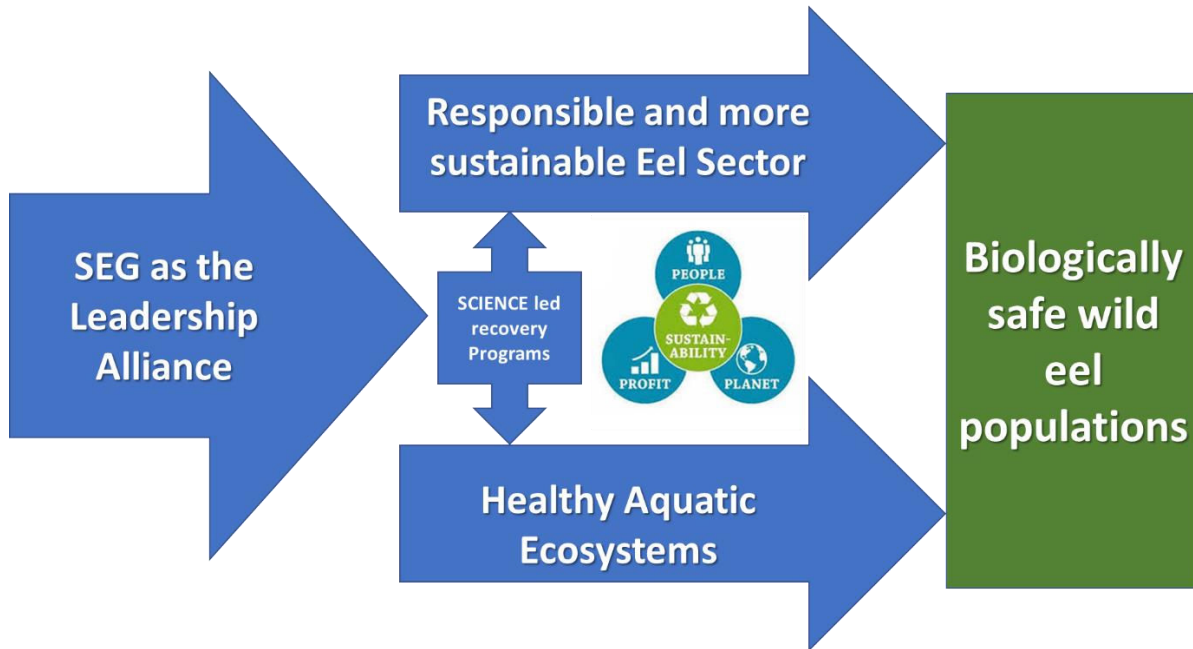 SEG as the
Leadership
Alliance
Responsible and more
sustainable Eel Sector
SCIENCE led
recovery
Programs
PEOPLE
SUSTAIN-
ABILITY
PROFIT
PLANET
Healthy Aquatic
Ecosystems
Biologically
safe wild
eel
populations